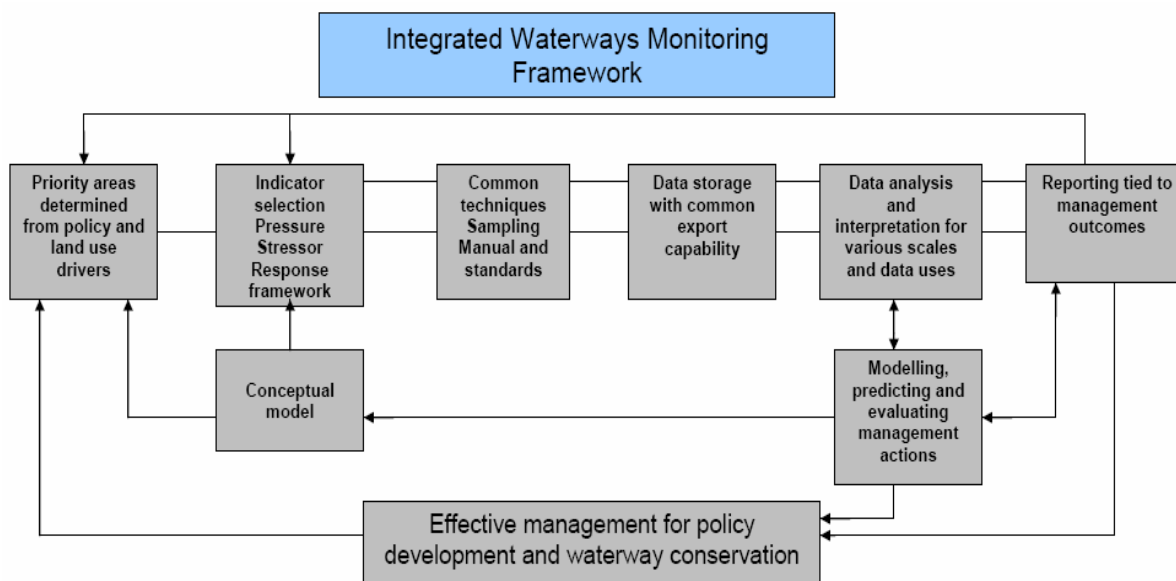 Integrated Waterways Monitoring
Framework
Priority areas
determined
from policy and
land use
drivers
Indicator
selection
Pressure
Stressor
Response
framework
Common
techniques
Sampling
Manual and
standards
Data storage
with common
export
capability
Data analysis
and
interpretation for
various scales
and data uses
Reporting tied to
management
outcomes
Conceptual
model
Modelling,
predicting and
evaluating
management
actions
Effective management for policy
development and waterway conservation